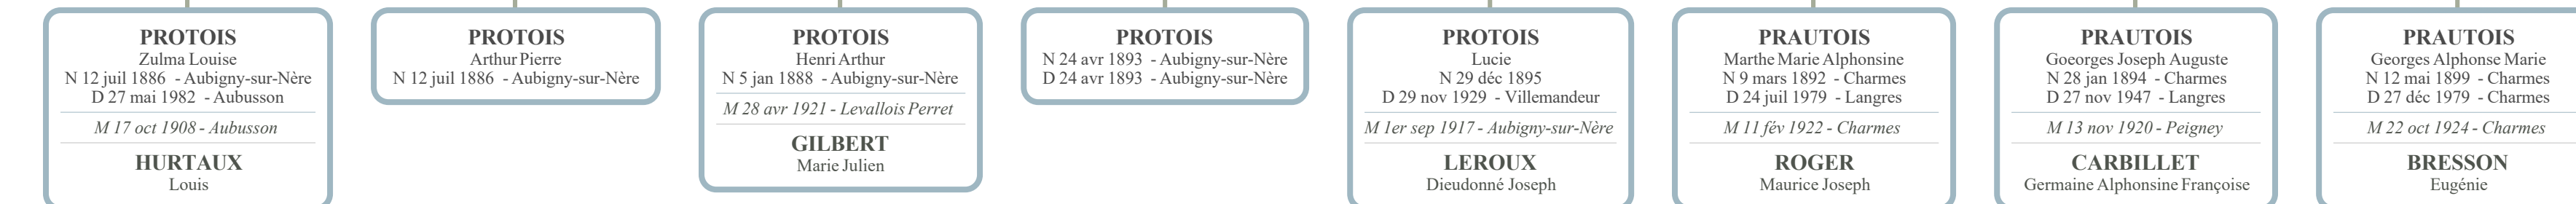 PROTOIS
Zulma Louise
N 12 juil 1886 - Aubigny-sur-Nère
D 27 mai 1982 - Aubusson
M 17 oct 1908 - Aubusson
HURTAUX
Louis
PROTOIS
Arthur Pierre
N 12 juil 1886 - Aubigny-sur-Nère
PROTOIS
Henri Arthur
N 5 jan 1888 - Aubigny-sur-Nère
M 28 avr 1921 - Levallois Perret
GILBERT
Marie Julien
PROTOIS
N 24 avr 1893 - Aubigny-sur-Nère
D 24 avr 1893 - Aubigny-sur-Nère
PROTOIS
Lucie
N 29 déc 1895
D 29 nov 1929 - Villemandeur
M 1er sep 1917 - Aubigny-sur-Nère
LEROUX
Dieudonné Joseph
PRAUTOIS
Marthe Marie Alphonsine
N 9 mars 1892 - Charmes
D 24 juil 1979 - Langres
M 11 fév 1922 - Charmes
ROGER
Maurice Joseph
PRAUTOIS
Goeorges Joseph Auguste
N 28 jan 1894 - Charmes
D 27 nov 1947 - Langres
M 13 nov 1920 - Peigney
CARBILLET
Germaine Alphonsine Françoise
PRAUTOIS
Georges Alphonse Marie
N 12 mai 1899 - Charmes
D 27 déc 1979 - Charmes
M 22 oct 1924 - Charmes
BRESSON
Eugénie